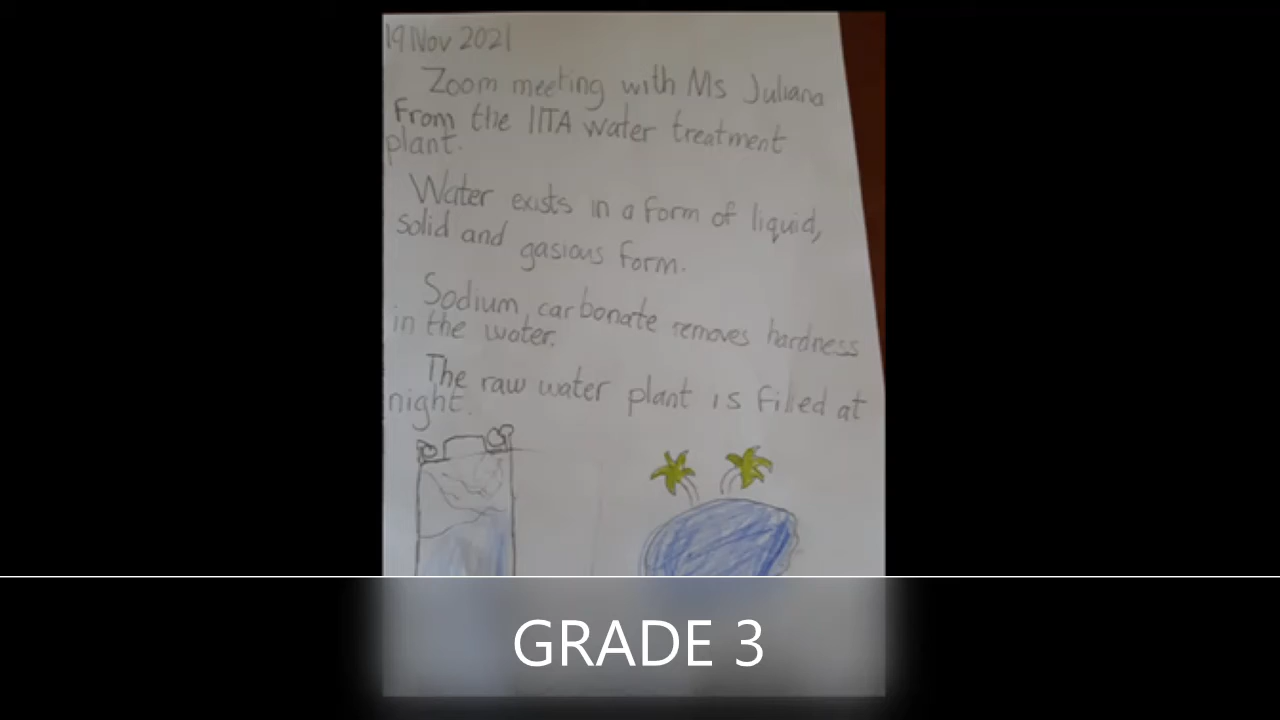 19 Nov 2021
Zoom meeting with Ms Juliana
From the IITA water treatment
plant.
Water exists in a form of liquid,
solid and gasious form.
Sodium carbonate removes hardness
in the water.
The raw water plant is filled at
night.
GRADE 3